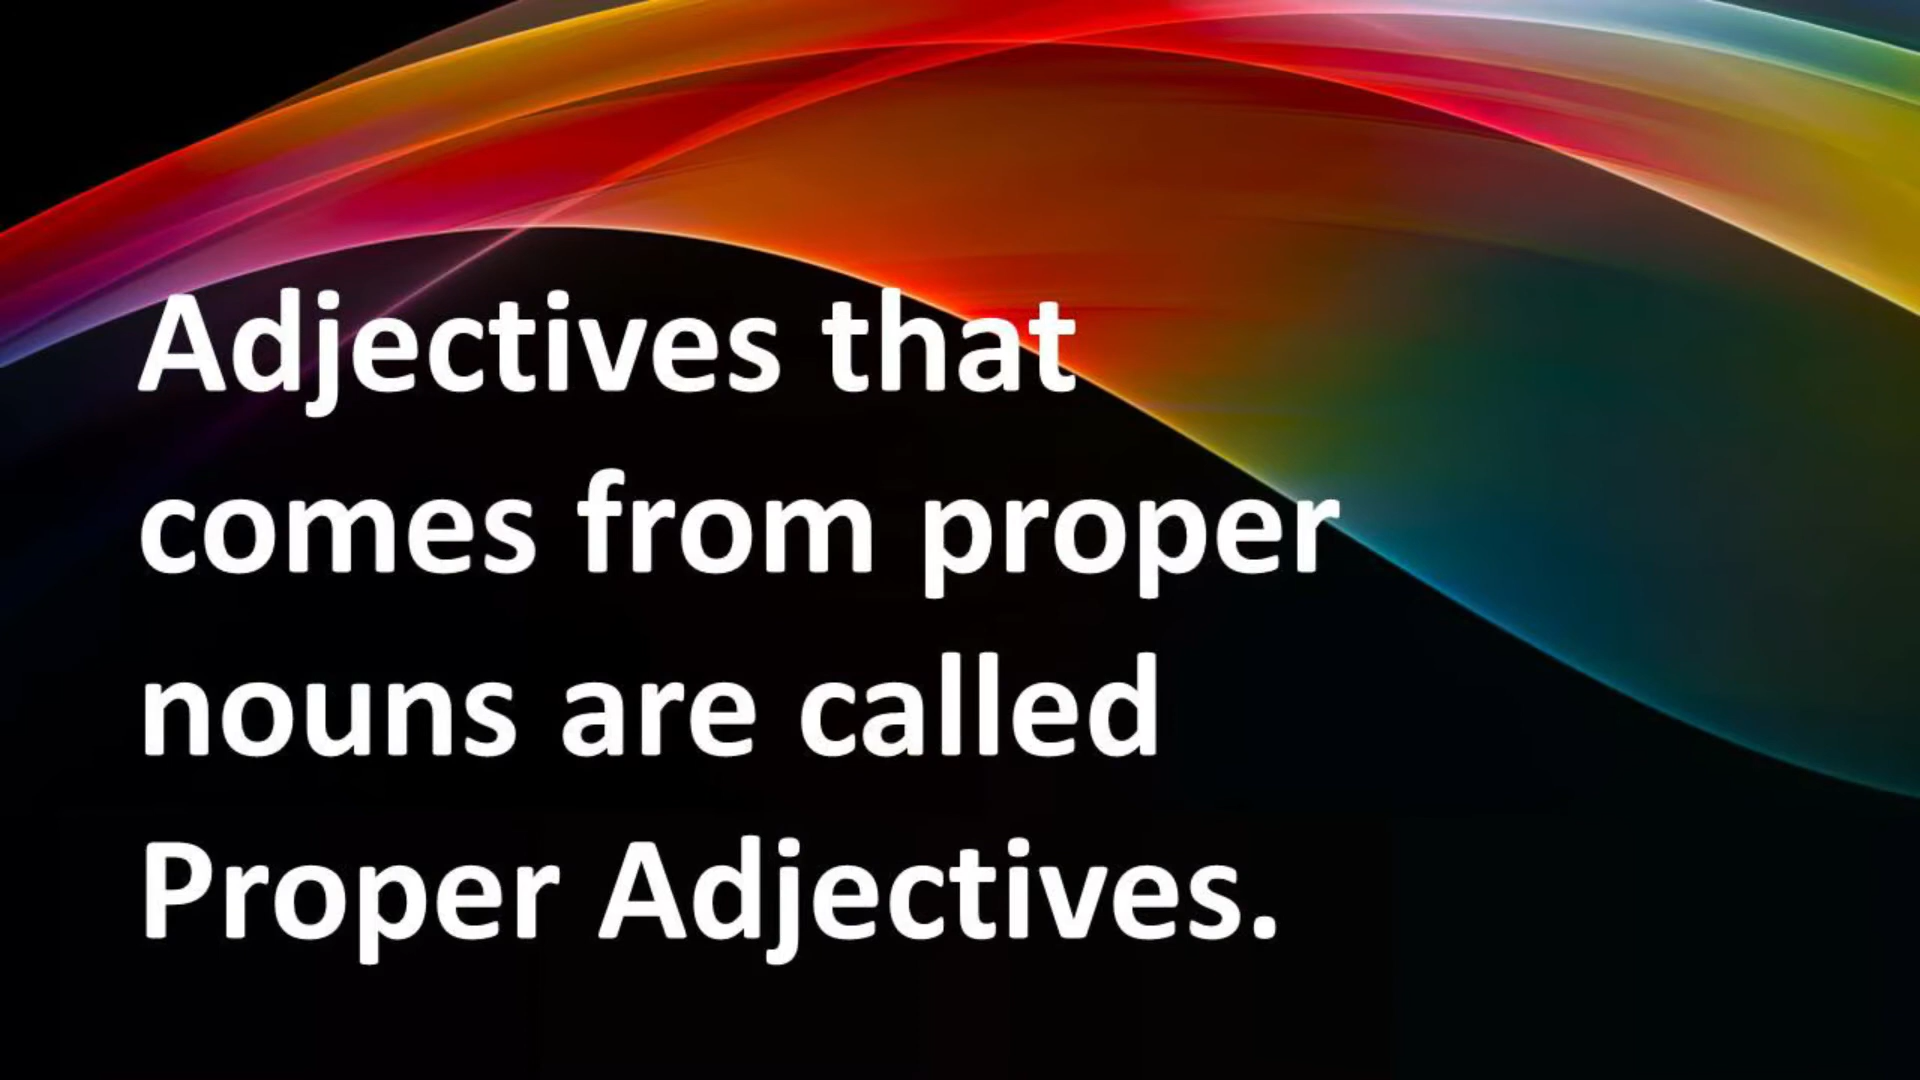 Adjectives that
comes from proper
nouns are called
Proper Adjectives.